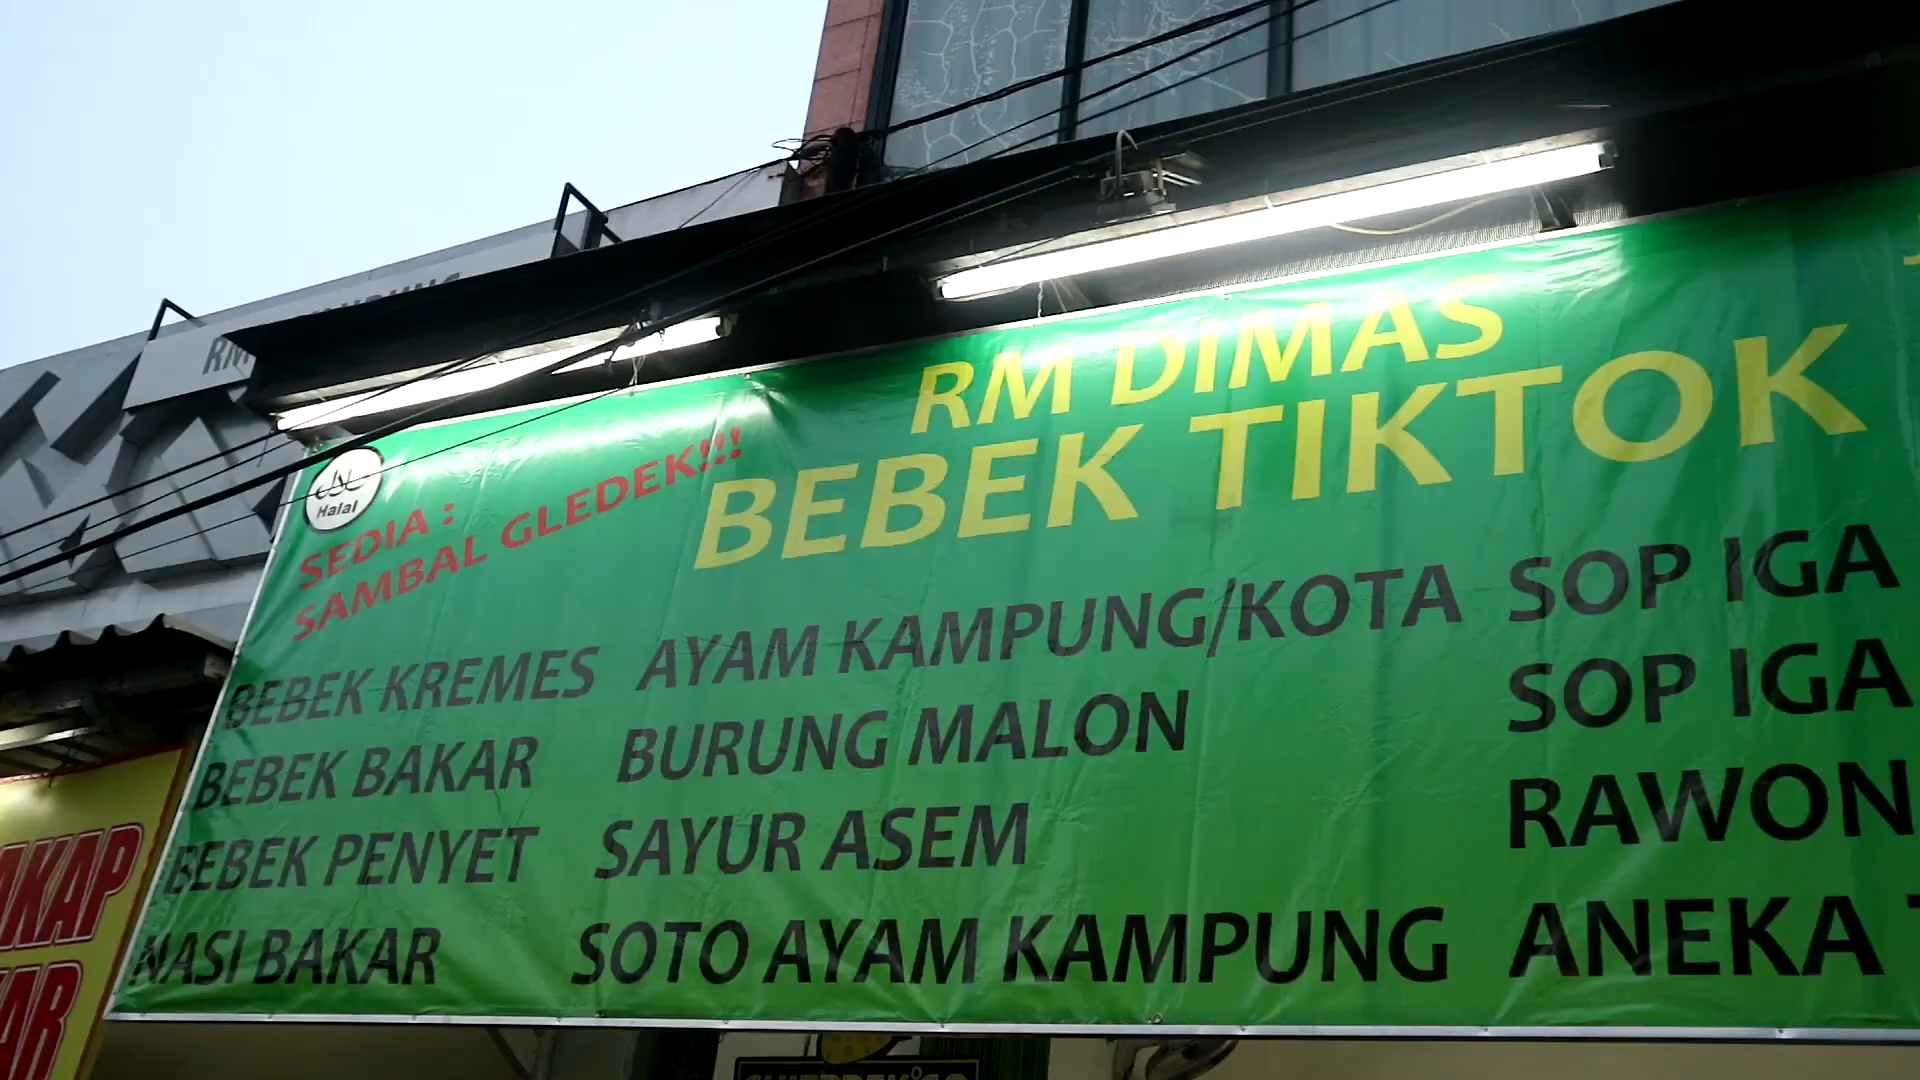 RM
Halal
SEDIA :
SAMBAL GLEDEK!!!
RM DIMAS
BEBEK TIKTOK
BEBEK KREMES
BEBEK BAKAR
BEBEK PENYET
NASI BAKAR
AYAM KAMPUNG/KOTA
BURUNG MALON
SAYUR ASEM
SOTO AYAM KAMPUNG
SOP IGA
SOP IGA
RAWON
ANEKA